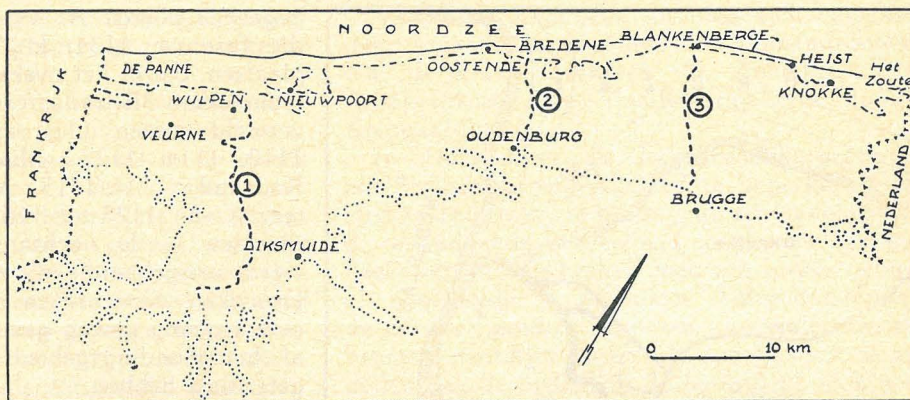 NOORDZEE
BLANKENBERGE
BREDENE
OOSTENDE
HEIST
Het
Zoute
KNOKKE
DE PANNE
WULPEN
NIEUWPOORT
VEURNE
FRANKRIJK
OUDENBURG
BRUGGE
NEDERLAND
DIKSMUIDE
1
2
3
0 10 km